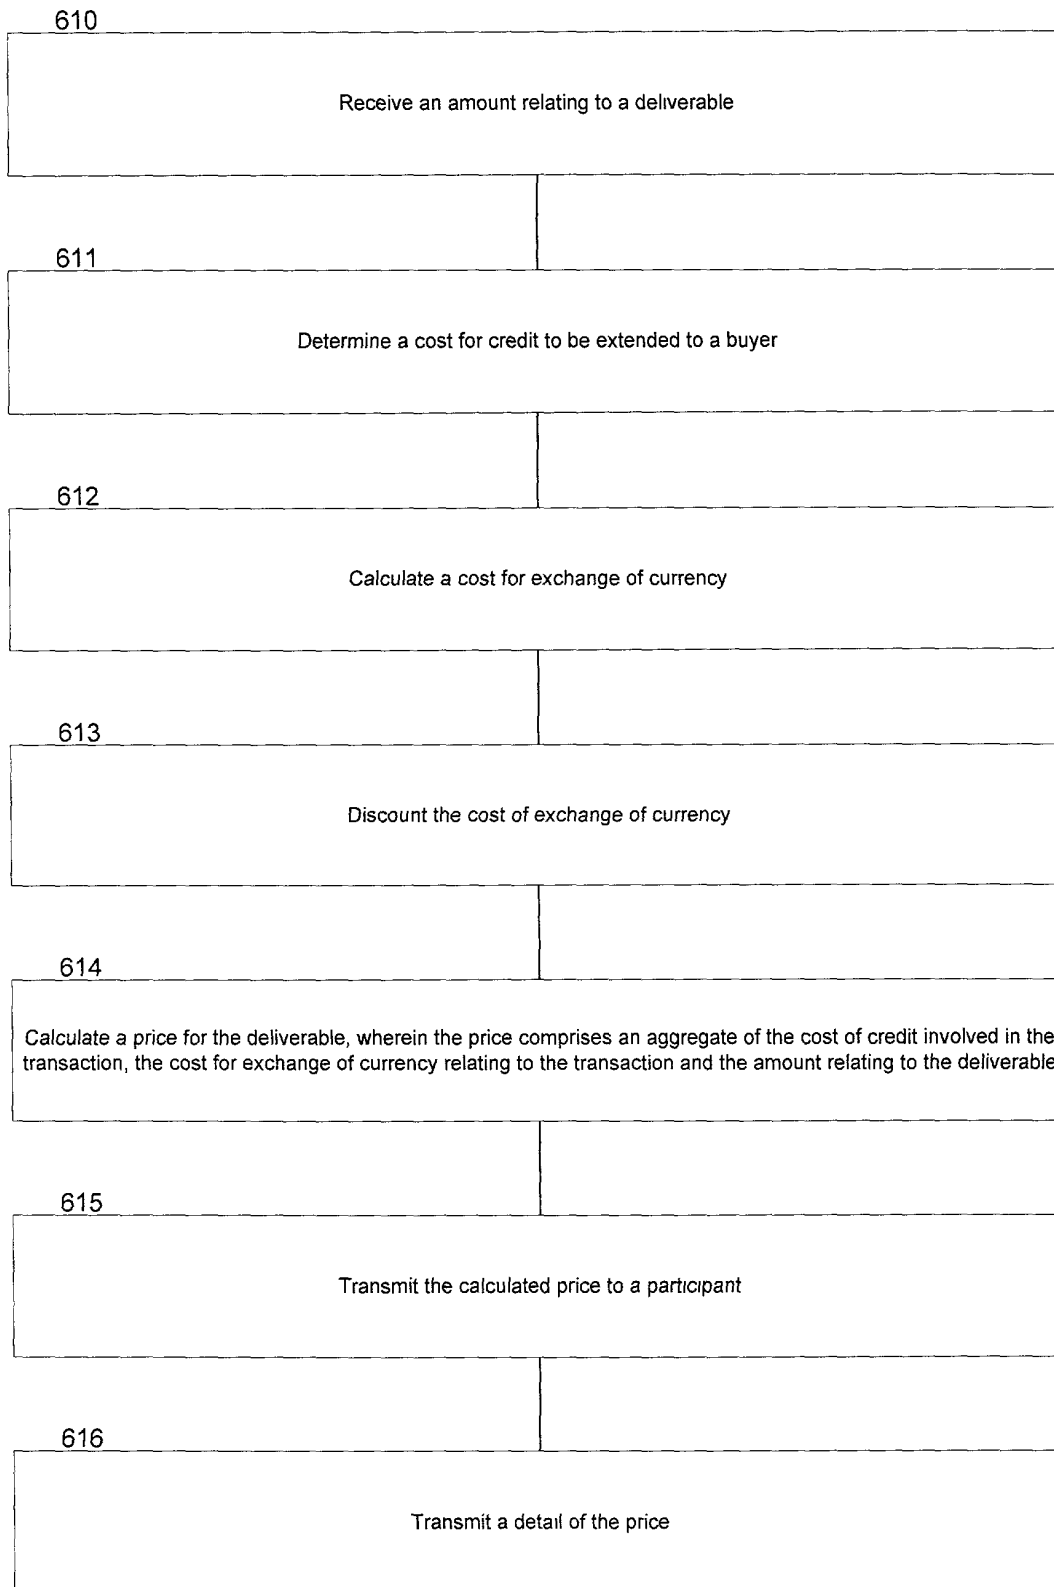 610
Receive an amount relating to a deliverable
611
Determine a cost for credit to be extended to a buyer
612
Calculate a cost for exchange of currency
613
Discount the cost of exchange of currency
614
Calculate a price for the deliverable, wherein the price comprises an aggregate of the cost of credit involved in the
transaction, the cost for exchange of currency relating to the transaction and the amount relating to the deliverable
615
Transmit the calculated price to a participant
616
Transmit a detail of the price